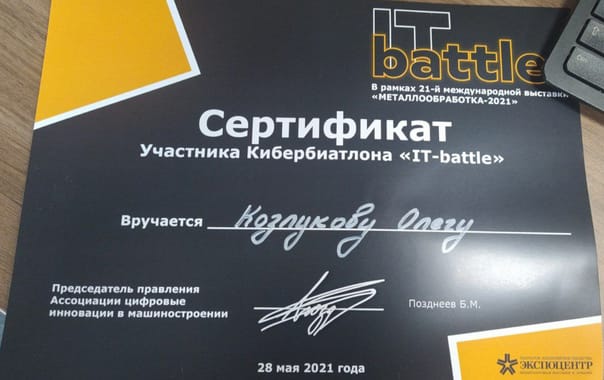 IT
battle
В рамках 21-й международной выставки
«МЕТАЛЛООБРАБОТКА-2021»
Сертификат
Участника Кибербиатлона «IT-battle»
Вручается Козлукову Олегу
Председатель правления
Ассоциации цифровые
инновации в машиностроении
Позднеев Б.М.
28 мая 2021 года
ЭКСПОЦЕНТР